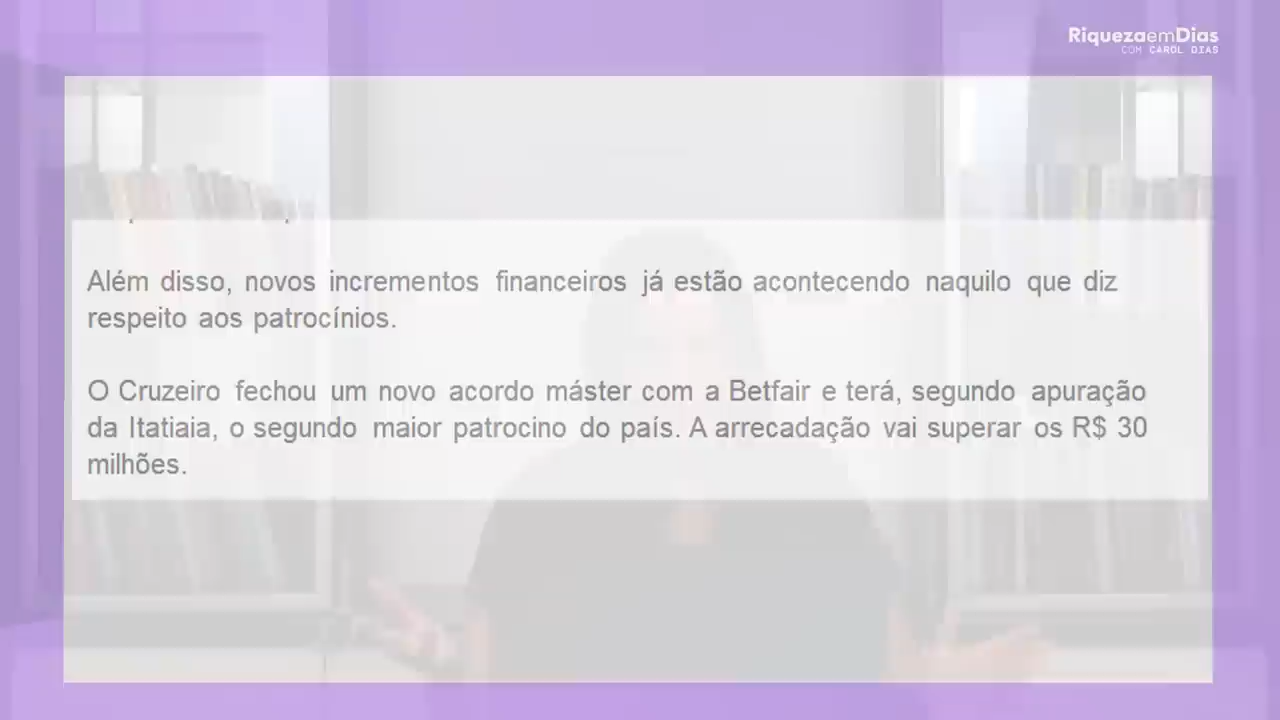 RiquezaemDias
COM CAROL DIAS
Além disso, novos incrementos financeiros já estão acontecendo naquilo que diz
respeito aos patrocínios.
O Cruzeiro fechou um novo acordo máster com a Betfair e terá, segundo apuração
da Itatiaia, o segundo maior patrocino do país. A arrecadação vai superar os R$ 30
milhões.